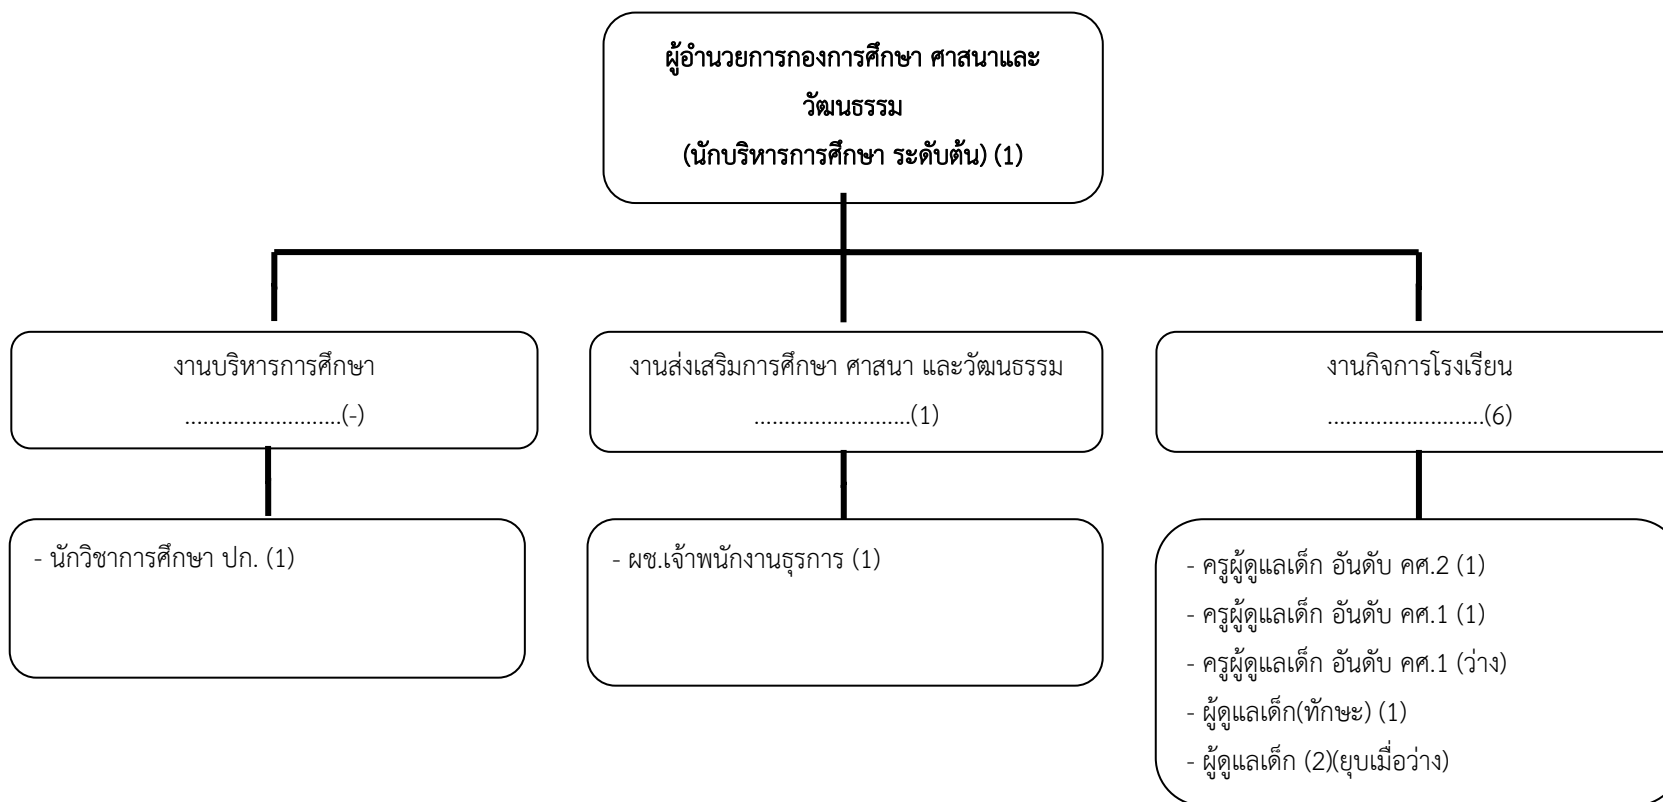 ผู้อำนวยการกองการศึกษา ศาสนาและ
วัฒนธรรม
(นักบริหารการศึกษา ระดับต้น) (1)
งานบริหารการศึกษา
..........................(-)
งานส่งเสริมการศึกษา ศาสนา และวัฒนธรรม
..........................(1)
งานกิจการโรงเรียน
..........................(6)
- นักวิชาการศึกษา ปก. (1)
- ผช.เจ้าพนักงานธุรการ (1)
- ครูผู้ดูแลเด็ก อันดับ คศ.2 (1)
- ครูผู้ดูแลเด็ก อันดับ คศ.1 (1)
- ครูผู้ดูแลเด็ก อันดับ คศ.1 (ว่าง)
- ผู้ดูแลเด็ก(ทักษะ) (1)
- ผู้ดูแลเด็ก (2)(ยุบเมื่อว่าง)